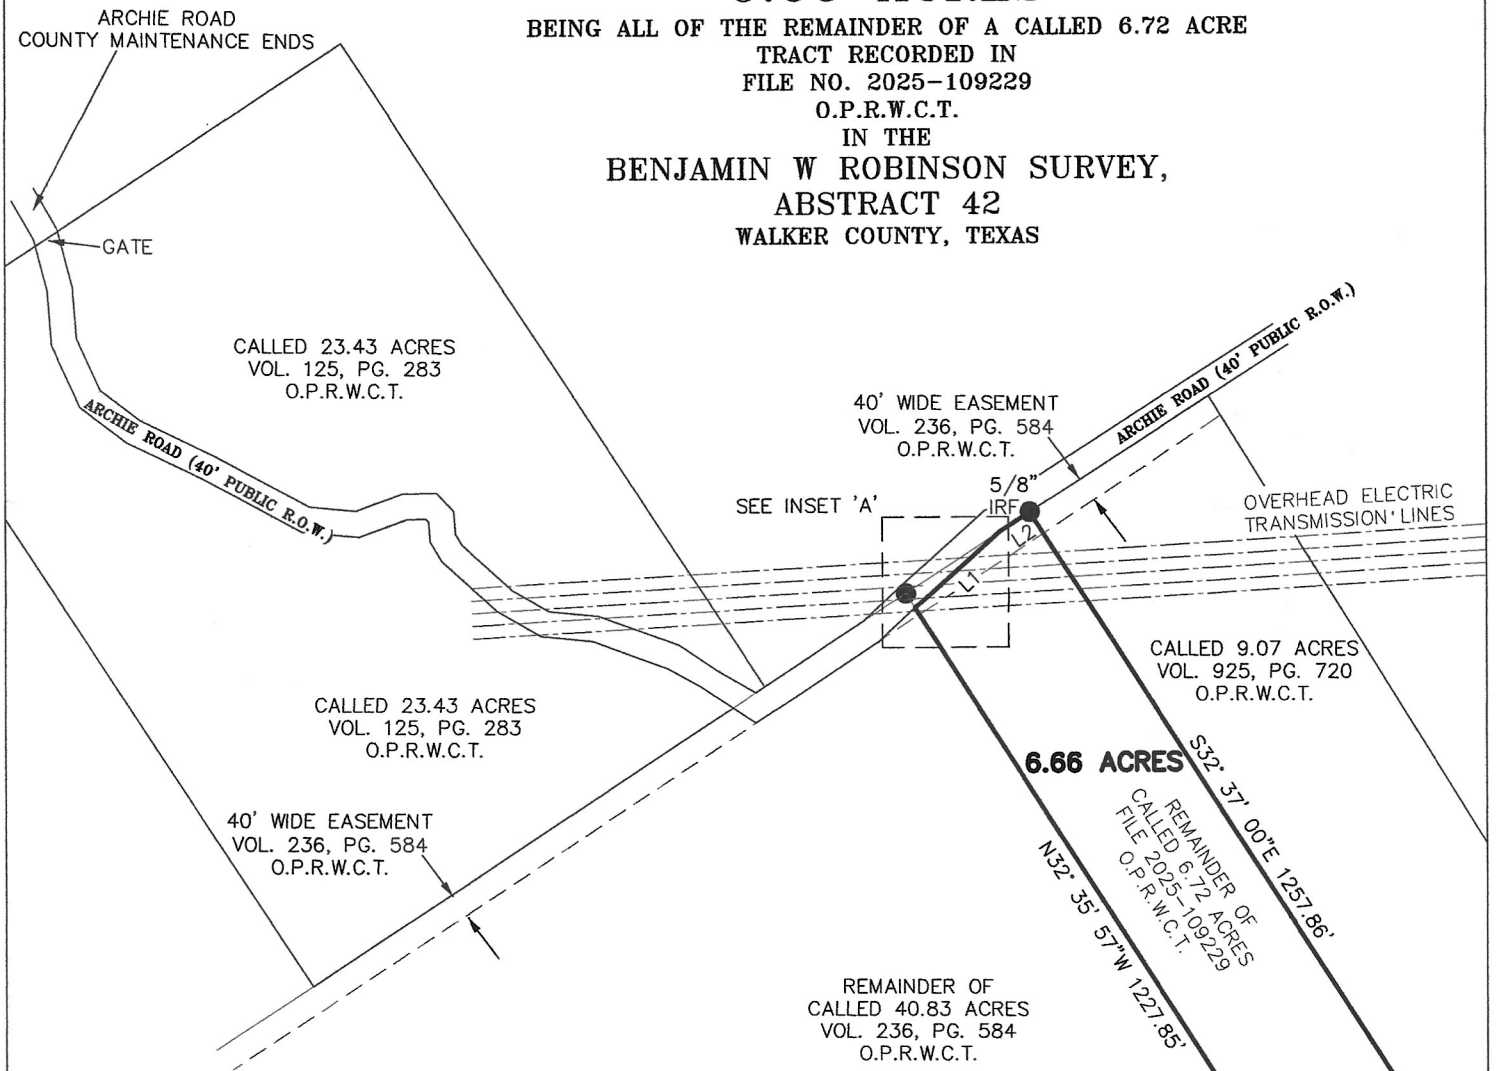 BEING ALL OF THE REMAINDER OF A CALLED 6.72 ACRE
TRACT RECORDED IN
FILE NO. 2025-109229
O.P.R.W.C.T.
IN THE
BENJAMIN W ROBINSON SURVEY,
ABSTRACT 42
WALKER COUNTY, TEXAS
ARCHIE ROAD
COUNTY MAINTENANCE ENDS
GATE
CALLED 23.43 ACRES
VOL. 125, PG. 283
O.P.R.W.C.T.
ARCHIE ROAD (40' PUBLIC R.O.W.)
ARCHIE ROAD (40' PUBLIC R.O.W.)
40' WIDE EASEMENT
VOL. 236, PG. 584
O.P.R.W.C.T.
5/8"
IRF
SEE INSET 'A'
L2
L1
OVERHEAD ELECTRIC
TRANSMISSION LINES
CALLED 9.07 ACRES
VOL. 925, PG. 720
O.P.R.W.C.T.
CALLED 23.43 ACRES
VOL. 125, PG. 283
O.P.R.W.C.T.
6.66 ACRES
S32° 37' 00"E 1257.86'
REMAINDER OF
CALLED 6.72 ACRES
FILE 2025-109229
O.P.R.W.C.T.
N32° 35' 57"W 1227.85'
40' WIDE EASEMENT
VOL. 236, PG. 584
O.P.R.W.C.T.
REMAINDER OF
CALLED 40.83 ACRES
VOL. 236, PG. 584
O.P.R.W.C.T.